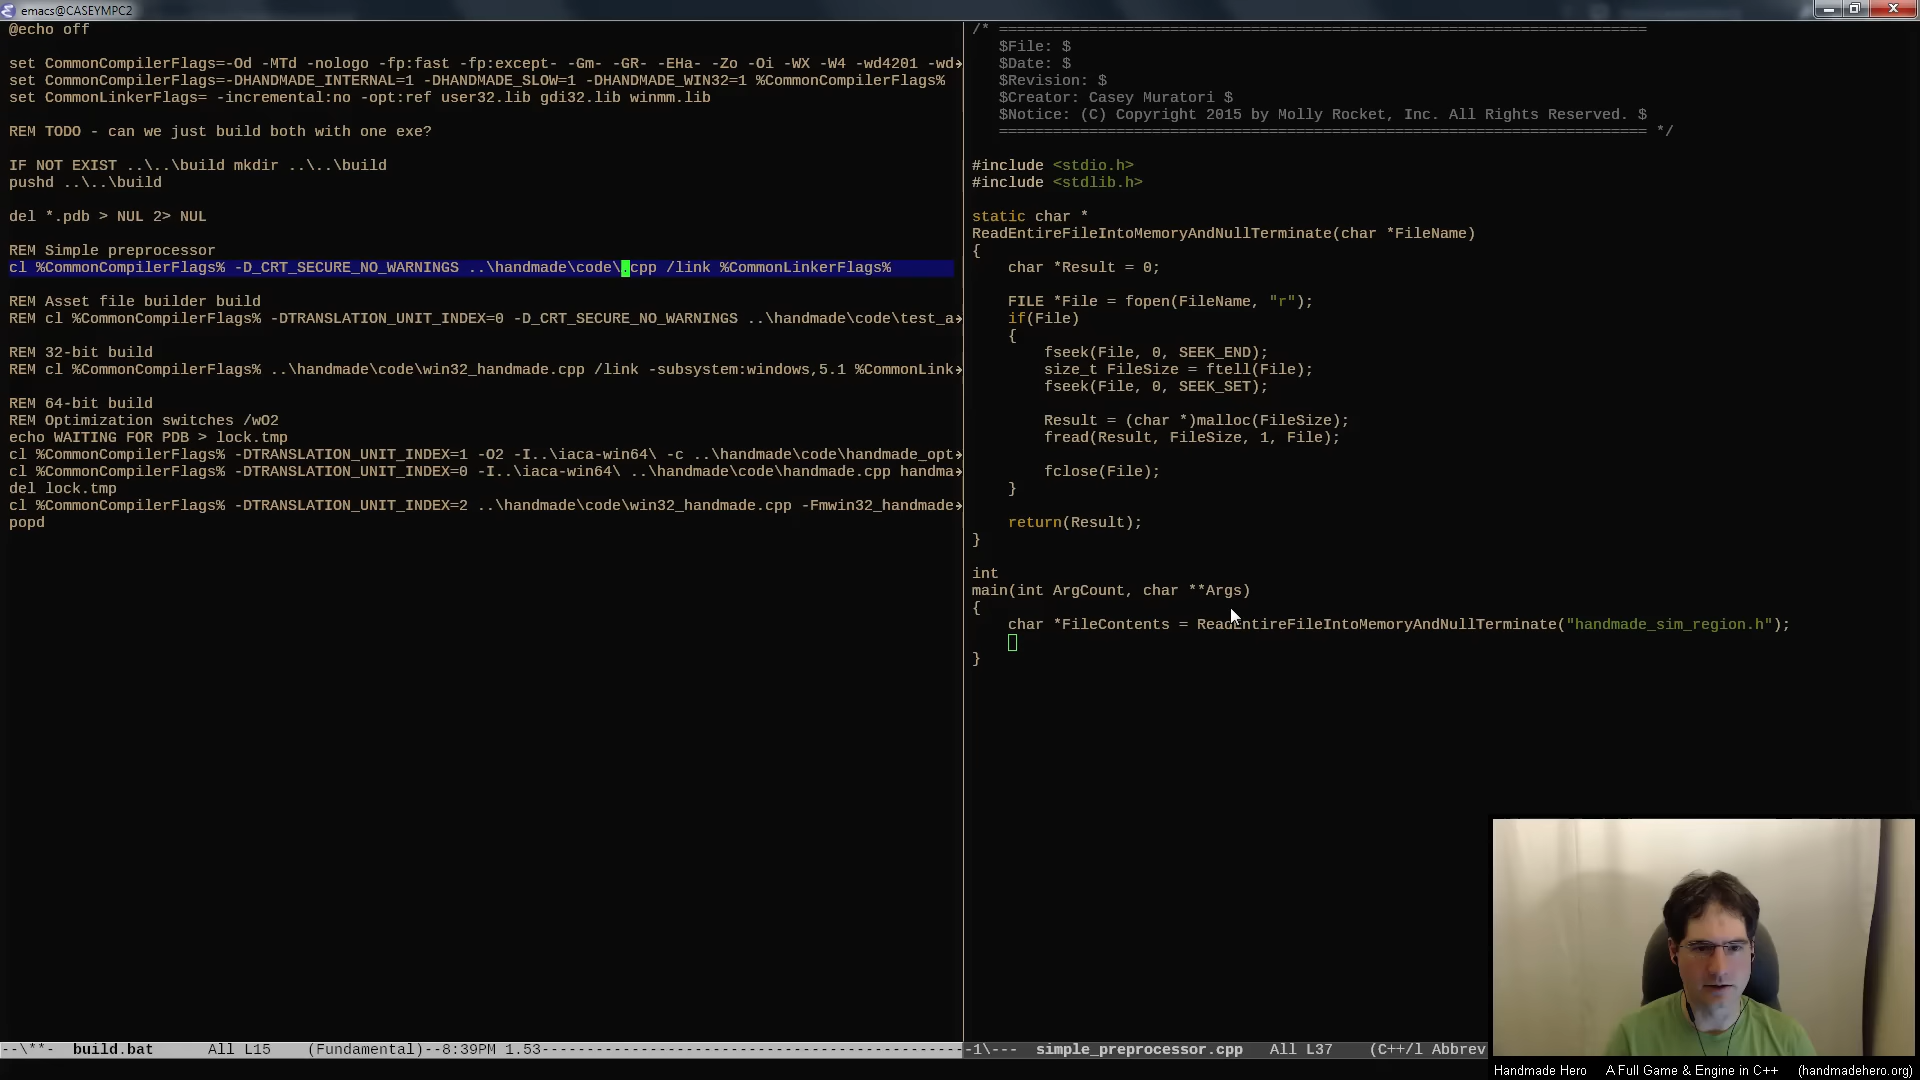 emacs@CASEYMPC2
@echo off
set CommonCompilerFlags=-Od -MTd -nologo -fp:fast -fp:except- -Gm- -GR- -EHa- -Zo -Oi -WX -W4 -wd4201 -wd
set CommonCompilerFlags=-DHANDMADE_INTERNAL=1 -DHANDMADE_SLOW=1 -DHANDMADE_WIN32=1 %CommonCompilerFlags%
set CommonLinkerFlags= -incremental:no -opt:ref user32.lib gdi32.lib winmm.lib
REM TODO - can we just build both with one exe?
IF NOT EXIST ..\..\build mkdir ..\..\build
pushd ..\..\build
del *.pdb > NUL 2> NUL
REM Simple preprocessor
cl %CommonCompilerFlags% -D_CRT_SECURE_NO_WARNINGS ..\handmade\code\.cpp /link %CommonLinkerFlags%
REM Asset file builder build
REM cl %CommonCompilerFlags% -DTRANSLATION_UNIT_INDEX=0 -D_CRT_SECURE_NO_WARNINGS ..\handmade\code\test_a
REM 32-bit build
REM cl %CommonCompilerFlags% ..\handmade\code\win32_handmade.cpp /link -subsystem:windows,5.1 %CommonLink
REM 64-bit build
REM Optimization switches /wO2
echo WAITING FOR PDB > lock.tmp
cl %CommonCompilerFlags% -DTRANSLATION_UNIT_INDEX=1 -O2 -I..\iaca-win64\ -c ..\handmade\code\handmade_opt
cl %CommonCompilerFlags% -DTRANSLATION_UNIT_INDEX=0 -I..\iaca-win64\ ..\handmade\code\handmade.cpp handma
del lock.tmp
cl %CommonCompilerFlags% -DTRANSLATION_UNIT_INDEX=2 ..\handmade\code\win32_handmade.cpp -Fmwin32_handmade
popd
--\**-  build.bat      All L15    (Fundamental)--8:39PM 1.53-----------------------------------------------
/* ========================================================================
   $File: $
   $Date: $
   $Revision: $
   $Creator: Casey Muratori $
   $Notice: (C) Copyright 2015 by Molly Rocket, Inc. All Rights Reserved. $
   ======================================================================== */
#include <stdio.h>
#include <stdlib.h>
static char *
ReadEntireFileIntoMemoryAndNullTerminate(char *FileName)
{
    char *Result = 0;
    FILE *File = fopen(FileName, "r");
    if(File)
    {
        fseek(File, 0, SEEK_END);
        size_t FileSize = ftell(File);
        fseek(File, 0, SEEK_SET);
        Result = (char *)malloc(FileSize);
        fread(Result, FileSize, 1, File);
        fclose(File);
    }
    return(Result);
}
int
main(int ArgCount, char **Args)
{
    char *FileContents = ReadEntireFileIntoMemoryAndNullTerminate("handmade_sim_region.h");
}
-1\---  simple_preprocessor.cpp   All L37    (C++/l Abbrev
Handmade Hero    A Full Game & Engine in C++    (handmadehero.org)